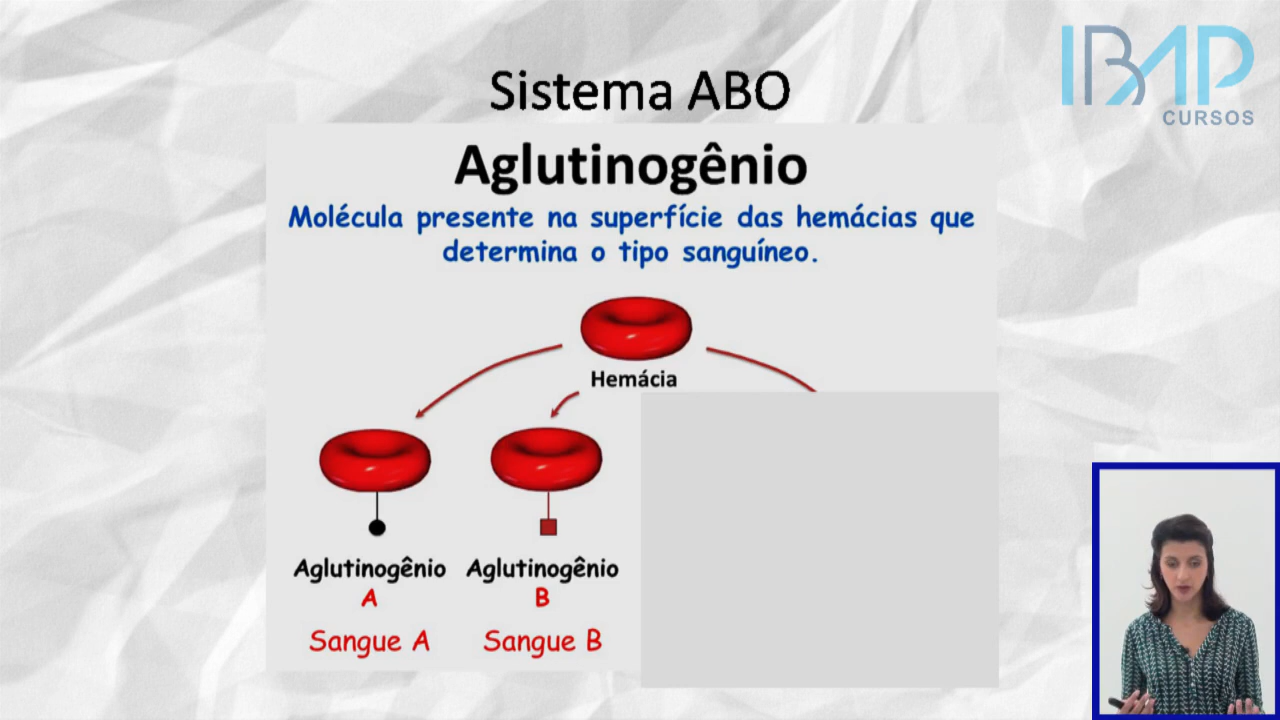 IBAP
CURSOS
Sistema ABO
Aglutinogênio
Molécula presente na superfície das hemácias que
determina o tipo sanguíneo.
Hemácia
Aglutinogênio Aglutinogênio
A B
Sangue A Sangue B